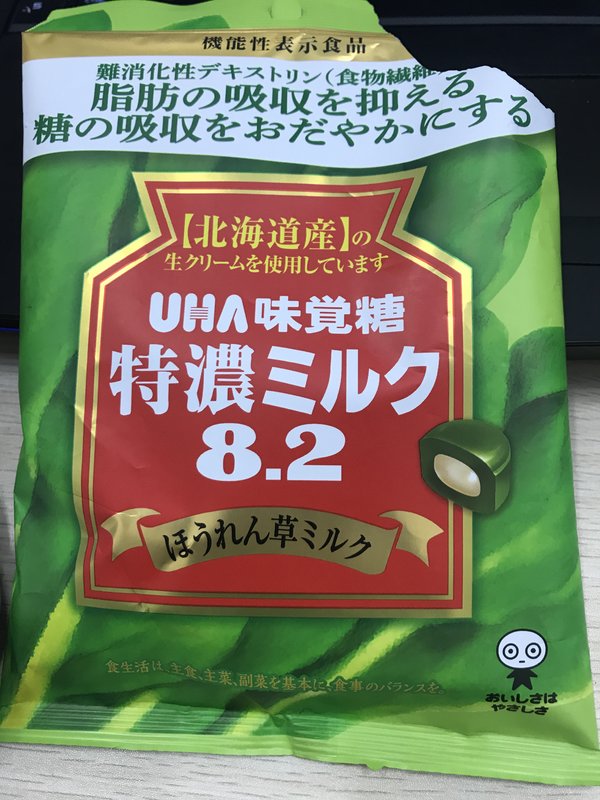 機能性表示食品
難消化性デキストリン(食物繊維
脂肪の吸収を抑える
糖の吸収をおだやかにする
【北海道産】の
生クリームを使用しています
UHA味覚糖
特濃ミルク
8.2
ほうれん草ミルク
食生活は、主食、主菜、副菜を基本に、食事のバランスを。
おいしさは
やさしさ